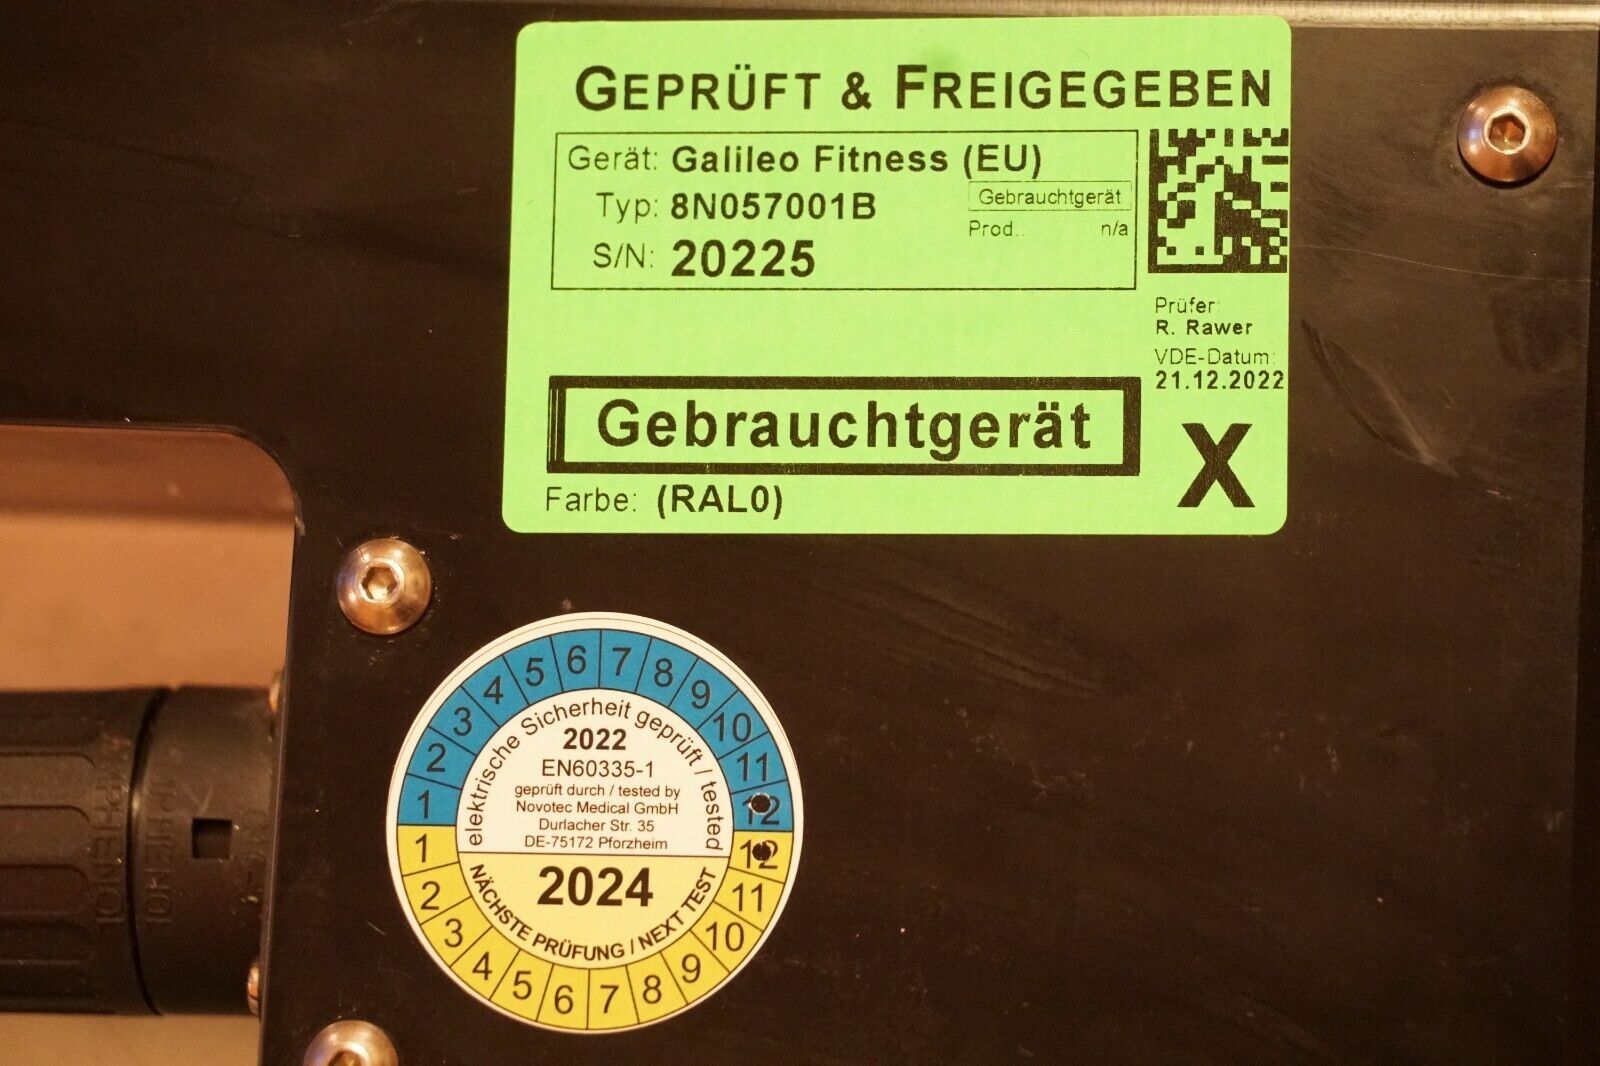 GEPRÜFT & FREIGEGEBEN
Gerät: Galileo Fitness (EU)
Typ: 8N057001B
Gebrauchtgerät
Prod.: n/a
S/N: 20225
Prüfer:
R. Rawer
VDE-Datum:
21.12.2022
Gebrauchtgerät
X
Farbe: (RAL0)
1 2 3 4 5 6 7 8 9 10 11 12
elektrische Sicherheit geprüft / tested
2022
EN60335-1
geprüft durch / tested by
Novotec Medical GmbH
Durlacher Str. 35
DE-75172 Pforzheim
2024
NÄCHSTE PRÜFUNG / NEXT TEST
1 2 3 4 5 6 7 8 9 10 11 12